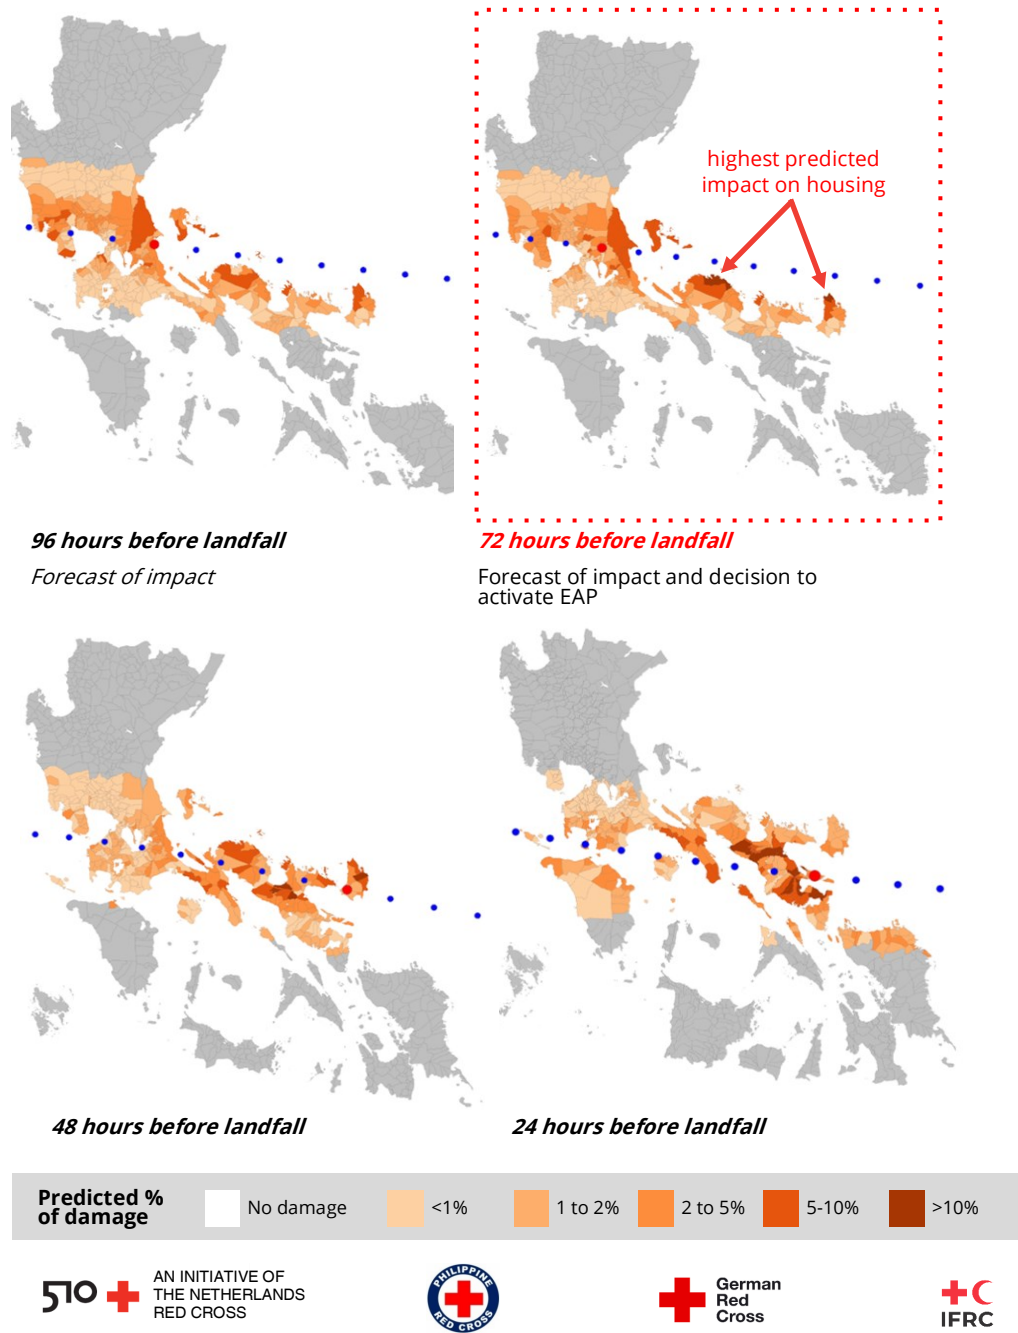 highest predicted
impact on housing
96 hours before landfall
Forecast of impact
72 hours before landfall
Forecast of impact and decision to
activate EAP
48 hours before landfall
24 hours before landfall
Predicted %
of damage
No damage
<1%
1 to 2%
2 to 5%
5-10%
>10%
510
AN INITIATIVE OF
THE NETHERLANDS
RED CROSS
PHILIPPINE
RED CROSS
German
Red
Cross
IFRC